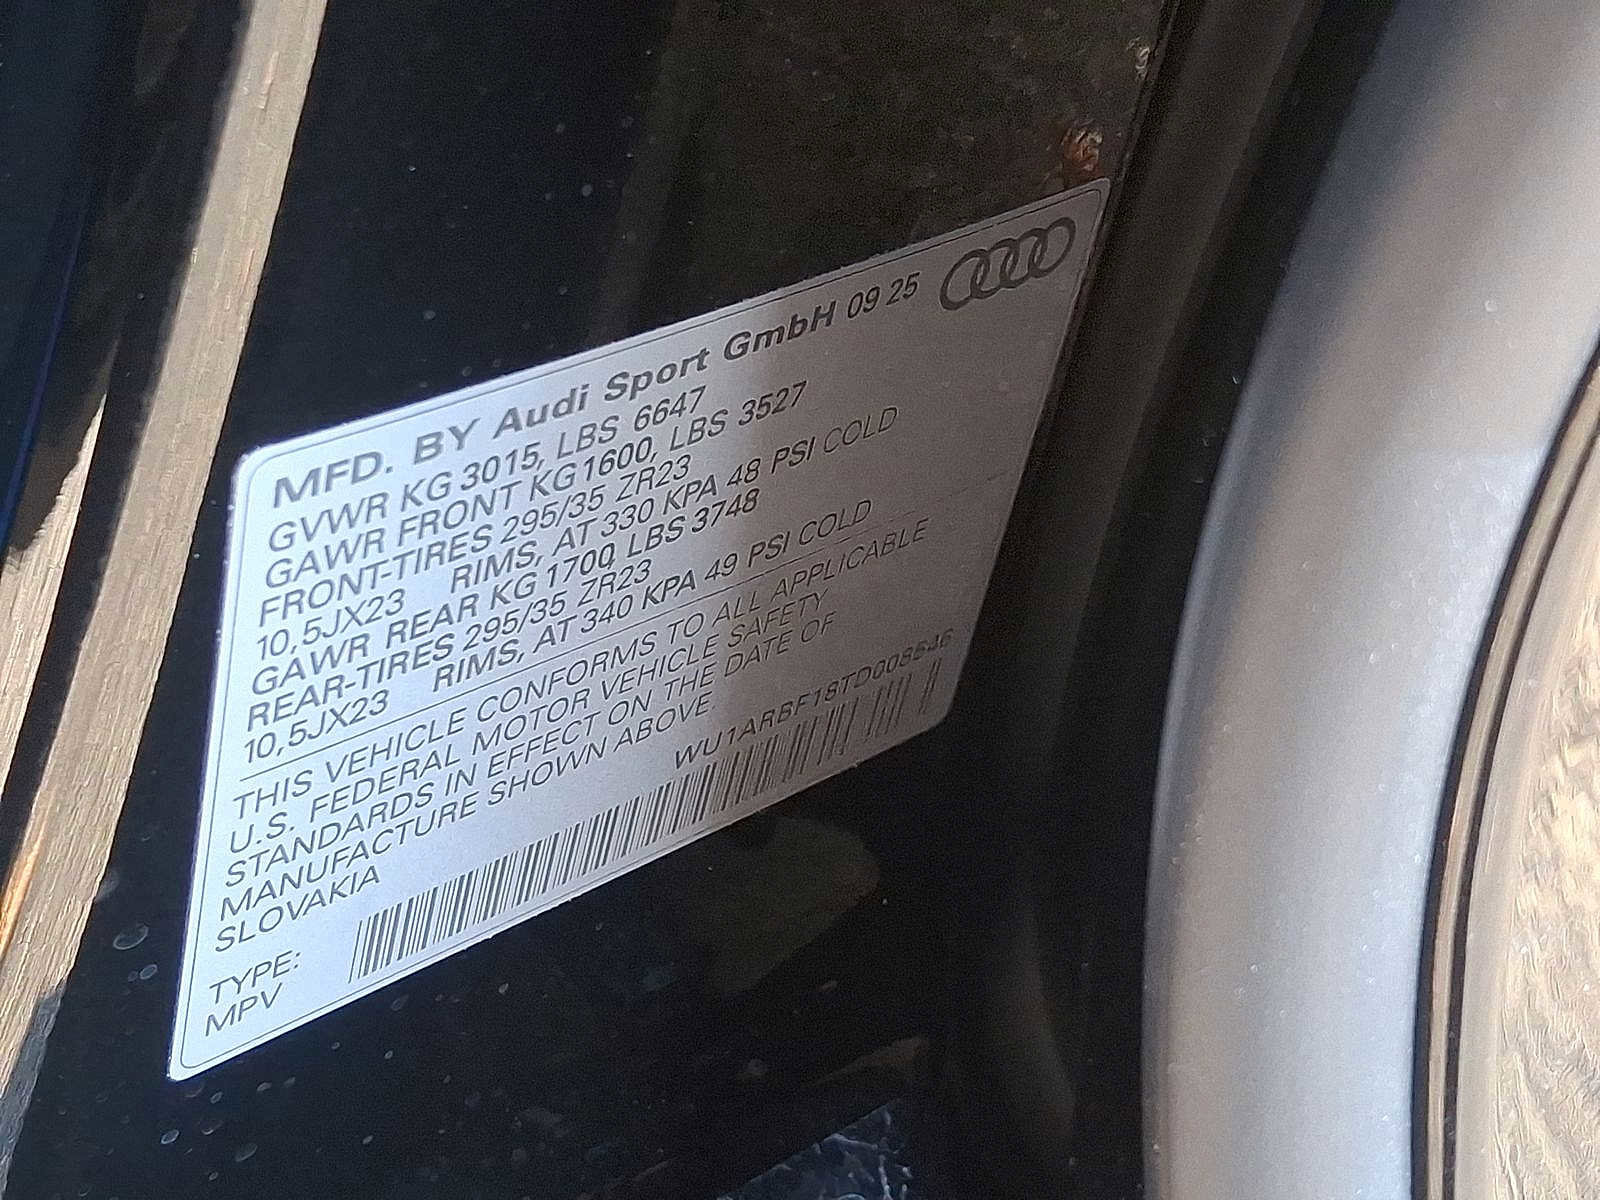 MFD. BY Audi Sport GmbH 09 25
GVWR KG 3015, LBS 6647
GAWR FRONT KG 1600, LBS 3527
FRONT-TIRES 295/35 ZR23
10,5JX23 RIMS, AT 330 KPA 48 PSI COLD
GAWR REAR KG 1700, LBS 3748
REAR-TIRES 295/35 ZR23
10,5JX23 RIMS, AT 340 KPA 49 PSI COLD
THIS VEHICLE CONFORMS TO ALL APPLICABLE
U.S. FEDERAL MOTOR VEHICLE SAFETY
STANDARDS IN EFFECT ON THE DATE OF
MANUFACTURE SHOWN ABOVE.
SLOVAKIA
TYPE:
MPV